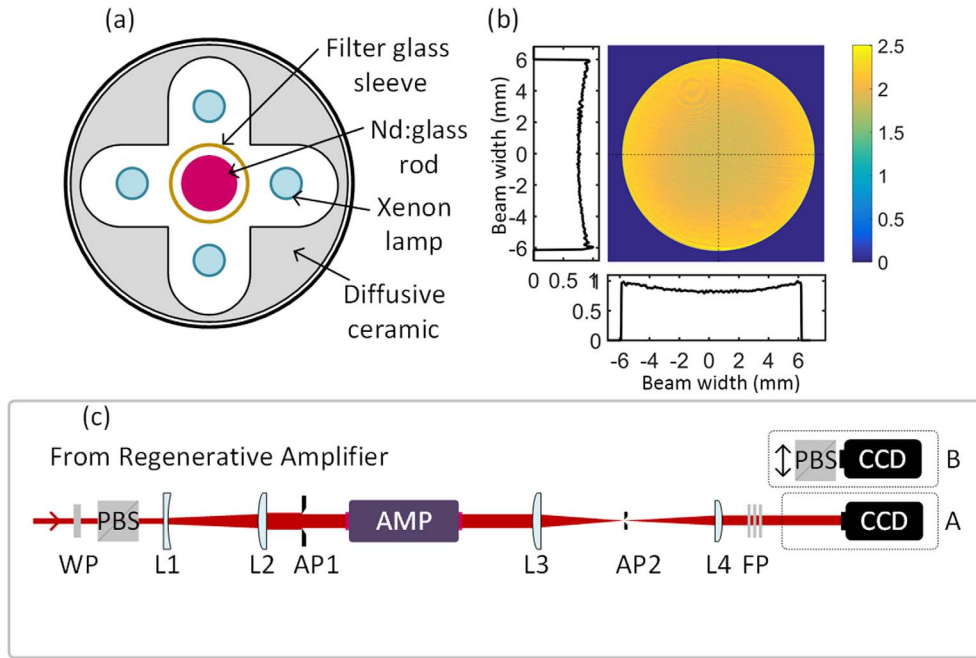 (a)
Filter glass
sleeve
Nd:glass
rod
Xenon
lamp
Diffusive
ceramic
(b)
Beam width (mm)
6
4
2
0
-2
-4
-6
0 0.5 1
2.5
2
1.5
1
0.5
0
1
0.5
0
-6 -4 -2 0 2 4 6
Beam width (mm)
(c)
From Regenerative Amplifier
PBS CCD B
PBS AMP CCD A
WP L1 L2 AP1 L3 AP2 L4 FP